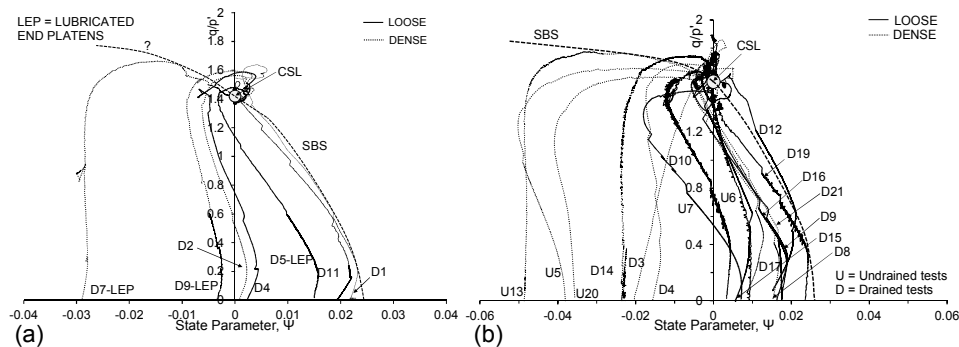 LEP = LUBRICATED
END PLATENS
q/p'
LOOSE
DENSE
?
CSL
SBS
2
1.8
1.6
1.4
1.2
1
0.8
0.6
0.4
0.2
0
D2
D5-LEP
D7-LEP
D9-LEP
D4
D11
D1
-0.04
-0.03
-0.02
-0.01
0
0.01
0.02
0.03
0.04
State Parameter, Ψ
(a)
q/p'
LOOSE
DENSE
SBS
2
CSL
1.2
0.8
0.4
0
D12
D19
D16
D21
D9
D15
D8
D10
U7
U6
D17
U13
U5
U20
D14
D3
D4
U = Undrained tests
D = Drained tests
-0.06
-0.04
-0.02
0
0.02
0.04
0.06
State Parameter, Ψ
(b)